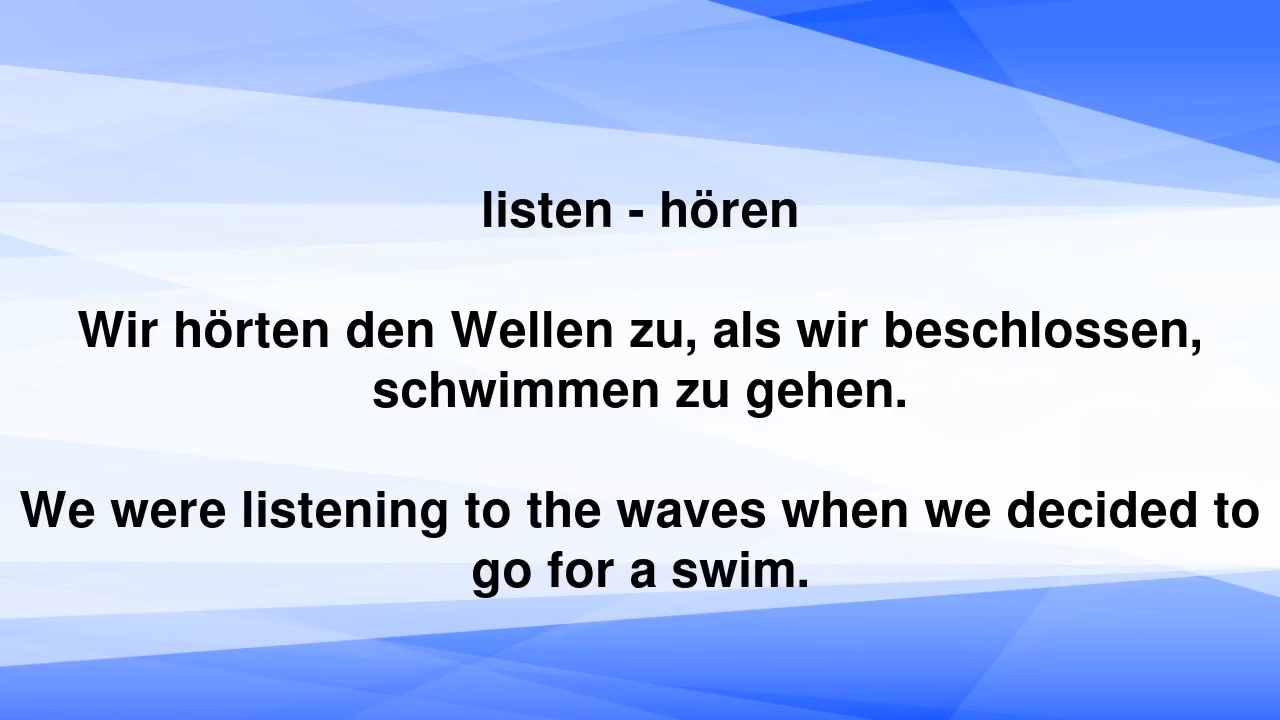 listen - hören
Wir hörten den Wellen zu, als wir beschlossen,
schwimmen zu gehen.
We were listening to the waves when we decided to
go for a swim.